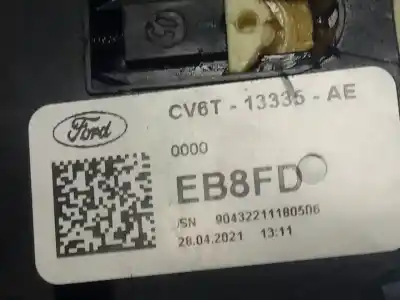 Ford
CV6T - 13335 - AE
0000
EB8FD
SN 90432211180506
28.04.2021 13:11